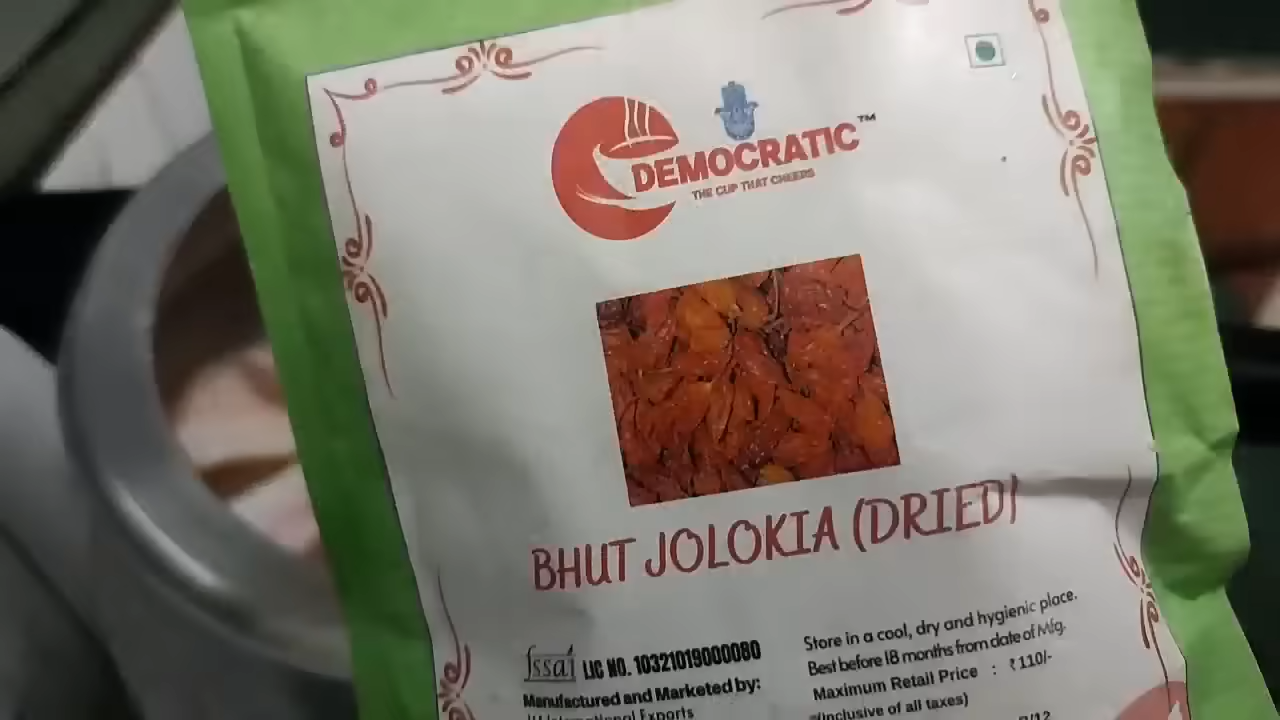 DEMOCRATIC™
THE CUP THAT CHEERS
BHUT JOLOKIA (DRIED)
fssai LIC NO. 10321019000080
Manufactured and Marketed by:
International Exports
Store in a cool, dry and hygienic place.
Best before 18 months from date of Mfg.
Maximum Retail Price : ₹110/-
(Inclusive of all taxes)